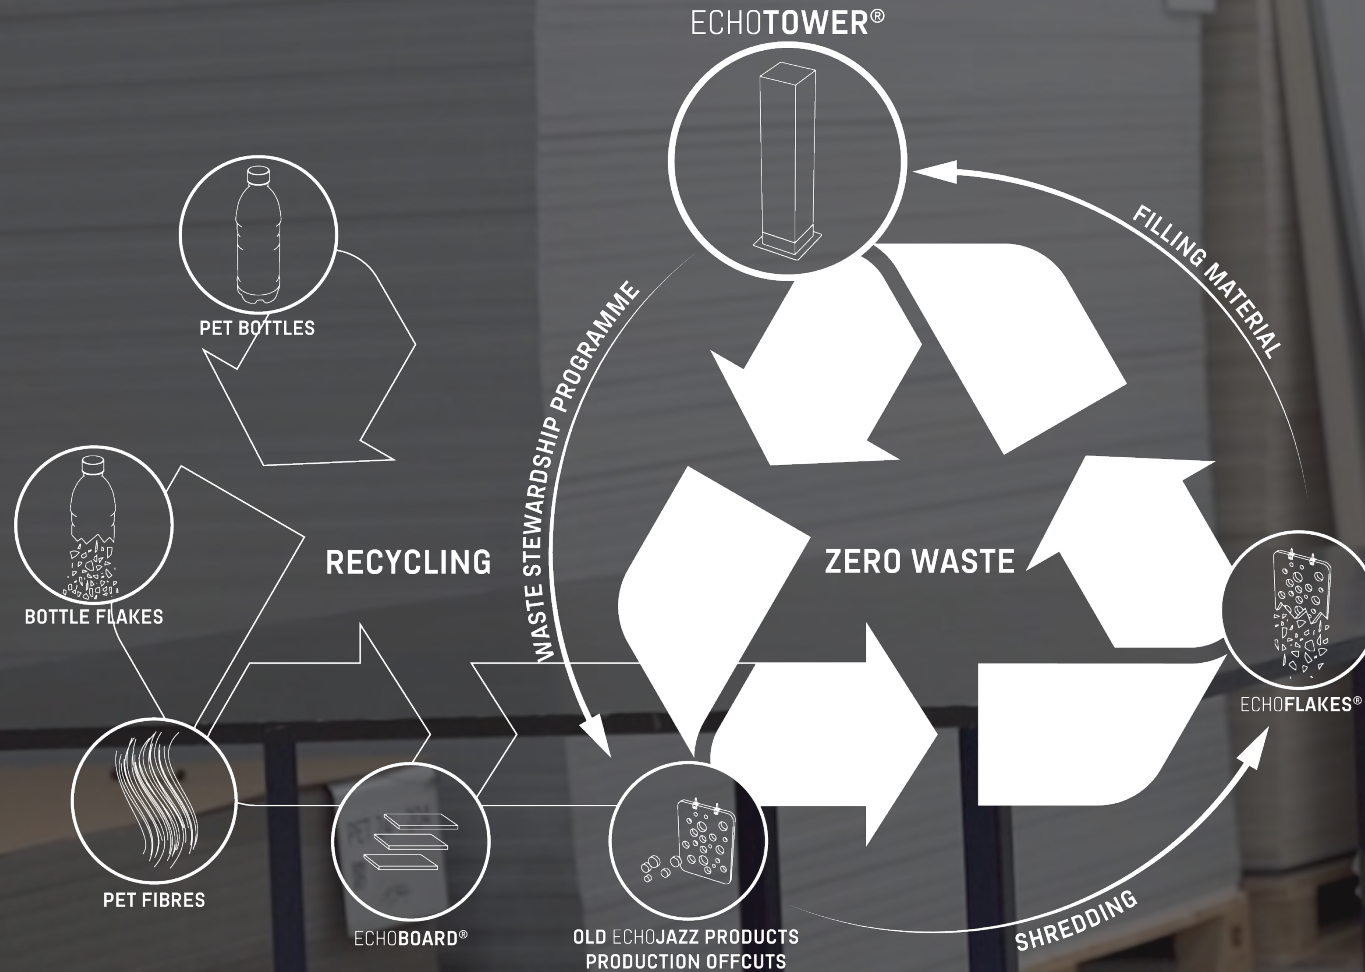 ECHOTOWER®
FILLING MATERIAL
WASTE STEWARDSHIP PROGRAMME
PET BOTTLES
RECYCLING
ZERO WASTE
BOTTLE FLAKES
ECHOFLAKES®
PET FIBRES
ECHOBOARD®
OLD ECHOJAZZ PRODUCTS
PRODUCTION OFFCUTS
SHREDDING